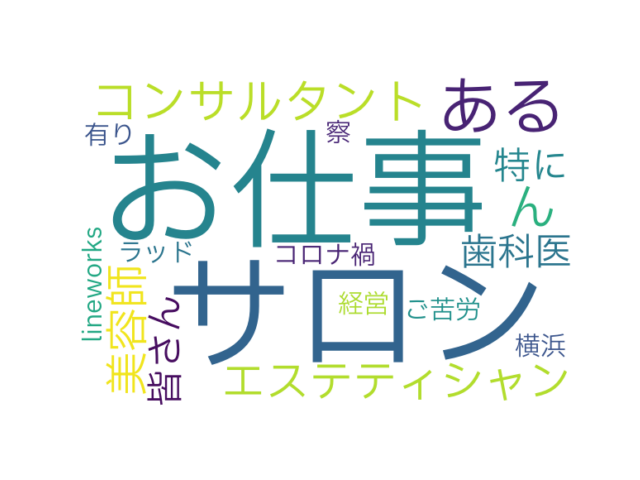 コンサルタント
ある
有り
察
お仕事
特に
ん
lineworks
ラッド
コロナ禍
歯科医
美容師
皆さん
サロン
経営
ご苦労
横浜
エステティシャン